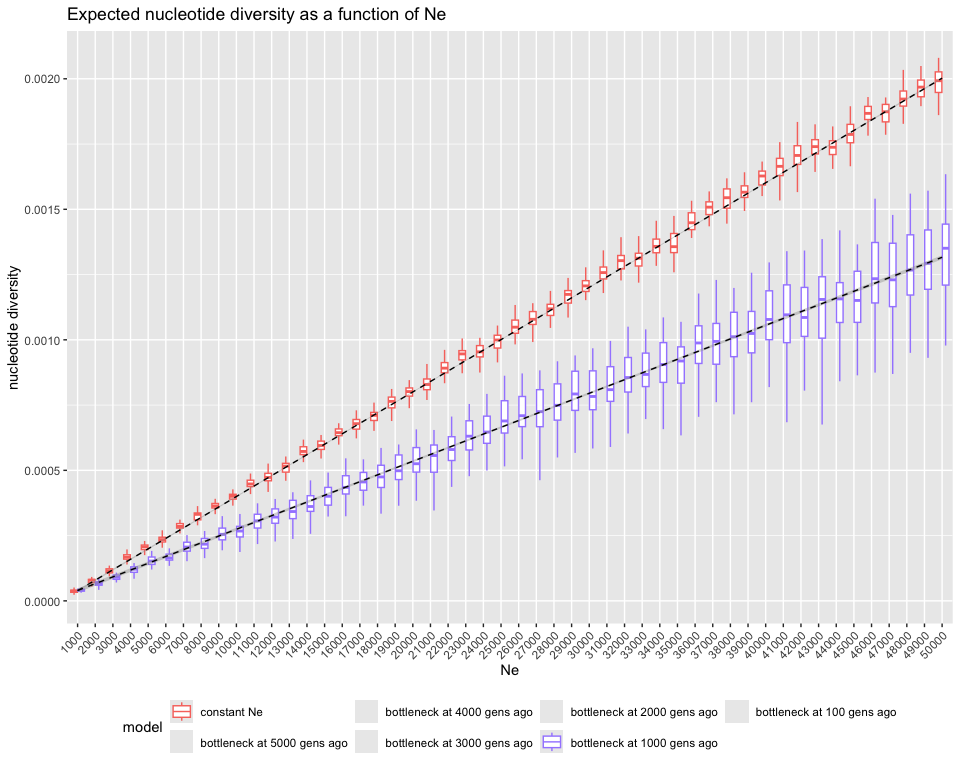 Expected nucleotide diversity as a function of Ne
nucleotide diversity
0.0020
0.0015
0.0010
0.0005
0.0000
1000 2000 3000 4000 5000 6000 7000 8000 9000 10000 11000 12000 13000 14000 15000 16000 17000 18000 19000 20000 21000 22000 23000 24000 25000 26000 27000 28000 29000 30000 31000 32000 33000 34000 35000 36000 37000 38000 39000 40000 41000 42000 43000 44000 45000 46000 47000 48000 49000 50000
Ne
model
constant Ne bottleneck at 4000 gens ago bottleneck at 2000 gens ago bottleneck at 100 gens ago
bottleneck at 5000 gens ago bottleneck at 3000 gens ago bottleneck at 1000 gens ago